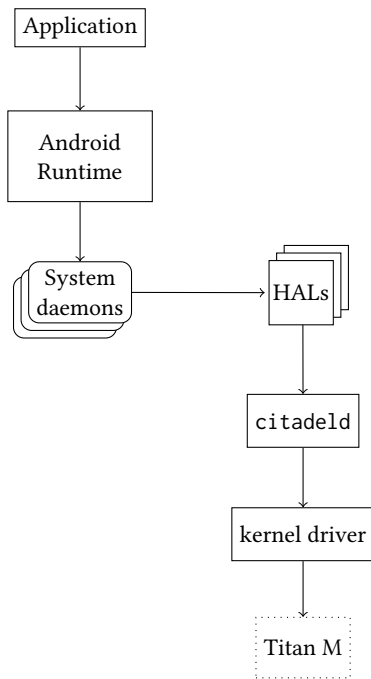 Application
Android
Runtime
System
daemons
HALs
citadeld
kernel driver
Titan M